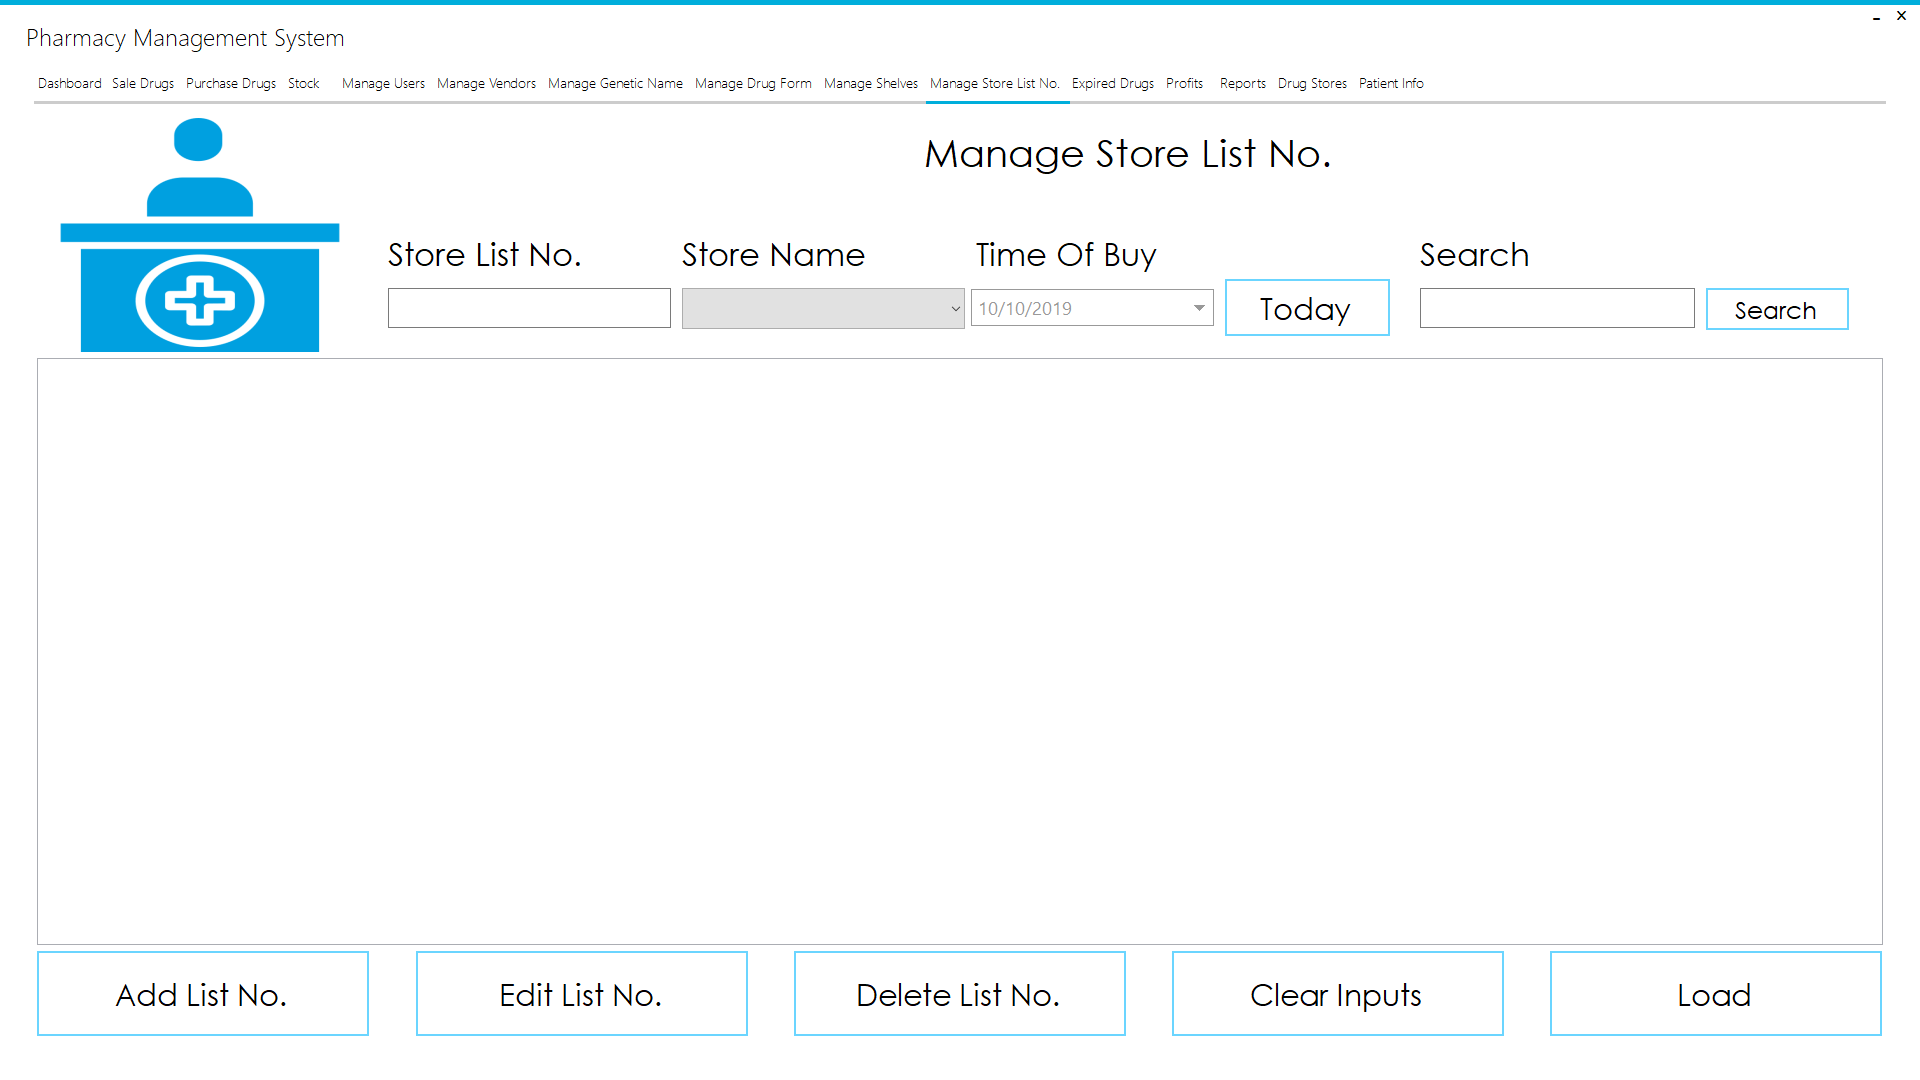 Pharmacy Management System
Dashboard Sale Drugs Purchase Drugs Stock Manage Users Manage Vendors Manage Genetic Name Manage Drug Form Manage Shelves Manage Store List No. Expired Drugs Profits Reports Drug Stores Patient Info
Manage Store List No.
Store List No. Store Name Time Of Buy Search
10/10/2019 Today Search
Add List No. Edit List No. Delete List No. Clear Inputs Load